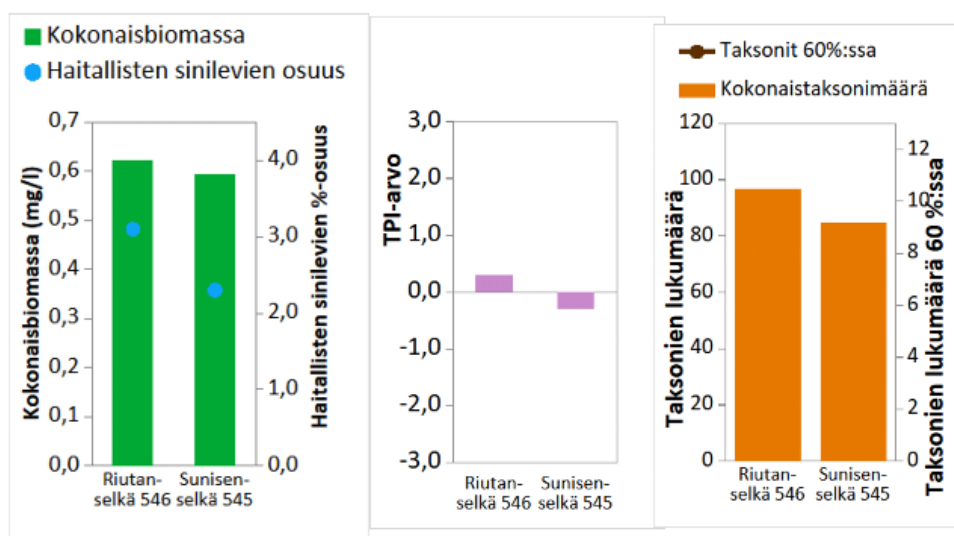 Kokonaisbiomassa
Haitallisten sinilevien osuus
Kokonaisbiomassa (mg/l)
0,7
0,6
0,5
0,4
0,3
0,2
0,1
0,0
4,0
3,0
2,0
1,0
0,0
Haitallisten sinilevien %-osuus
Riutan-
selkä 546
Sunisen-
selkä 545
TPI-arvo
3,0
2,0
1,0
0,0
-1,0
-2,0
-3,0
Riutan-
selkä 546
Sunisen-
selkä 545
Taksonit 60%:ssa
Kokonaistaksonimäärä
Taksonien lukumäärä
120
100
80
60
40
20
0
12
10
8
6
4
2
0
Taksonien lukumäärä 60 %:ssa
Riutan-
selkä 546
Sunisen-
selkä 545